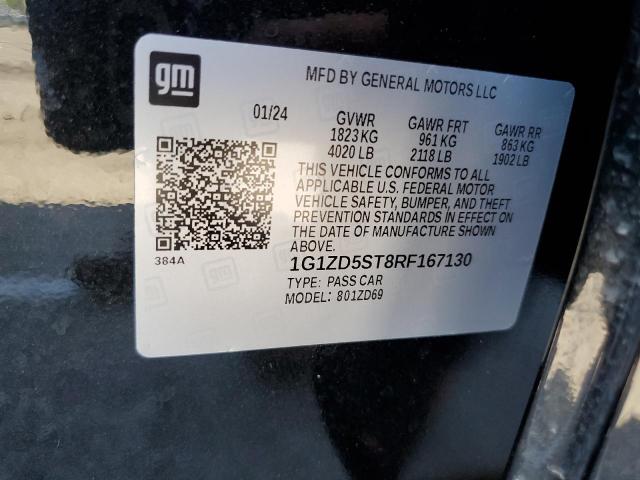 gm
MFD BY GENERAL MOTORS LLC
01/24 GVWR GAWR FRT GAWR RR
1823 KG 961 KG 863 KG
4020 LB 2118 LB 1902 LB
THIS VEHICLE CONFORMS TO ALL
APPLICABLE U.S. FEDERAL MOTOR
VEHICLE SAFETY, BUMPER, AND THEFT
PREVENTION STANDARDS IN EFFECT ON
THE DATE OF MANUFACTURE SHOWN
ABOVE.
384A
1G1ZD5ST8RF167130
TYPE: PASS CAR
MODEL: 801ZD69